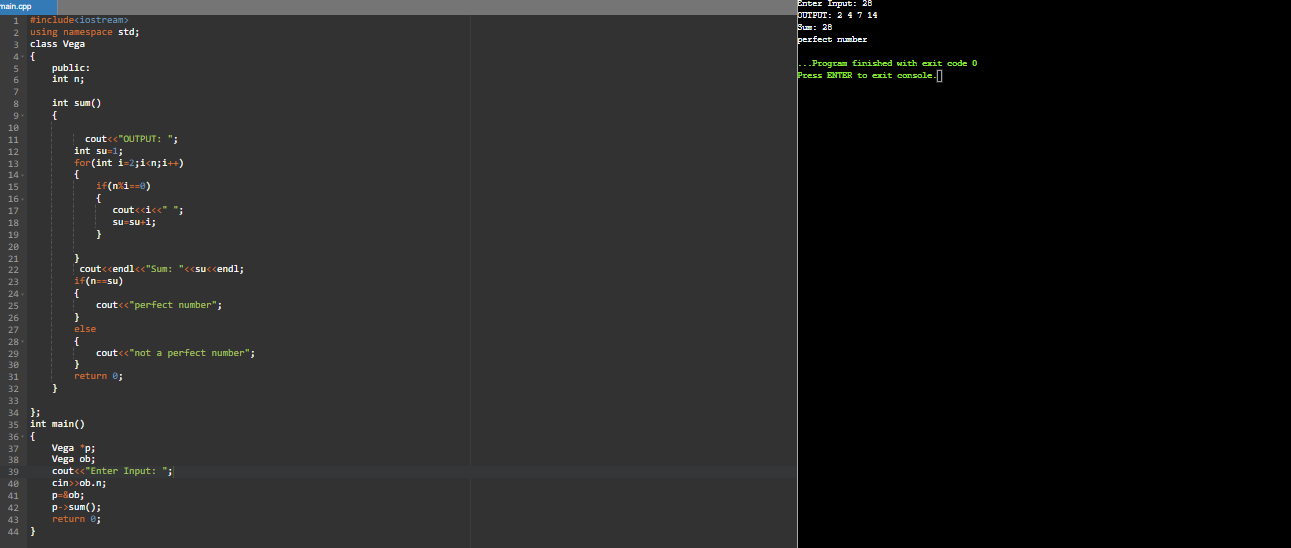 main.cpp
1 #include<iostream>
2 using namespace std;
3 class Vega
4 {
5     public:
6     int n;
7
8     int sum()
9     {
10
11           cout<<"OUTPUT: ";
12         int su=1;
13         for(int i=2;i<n;i++)
14         {
15             if(n%i==0)
16             {
17                cout<<i<<" ";
18                su=su+i;
19             }
20
21         }
22          cout<<endl<<"Sum: "<<su<<endl;
23         if(n==su)
24         {
25             cout<<"perfect number";
26         }
27         else
28         {
29             cout<<"not a perfect number";
30         }
31         return 0;
32     }
33
34 };
35 int main()
36 {
37     Vega *p;
38     Vega ob;
39     cout<<"Enter Input: ";
40     cin>>ob.n;
41     p=&ob;
42     p->sum();
43     return 0;
44 }
Enter Input: 28
OUTPUT: 2 4 7 14
Sum: 28
perfect number

...Program finished with exit code 0
Press ENTER to exit console.